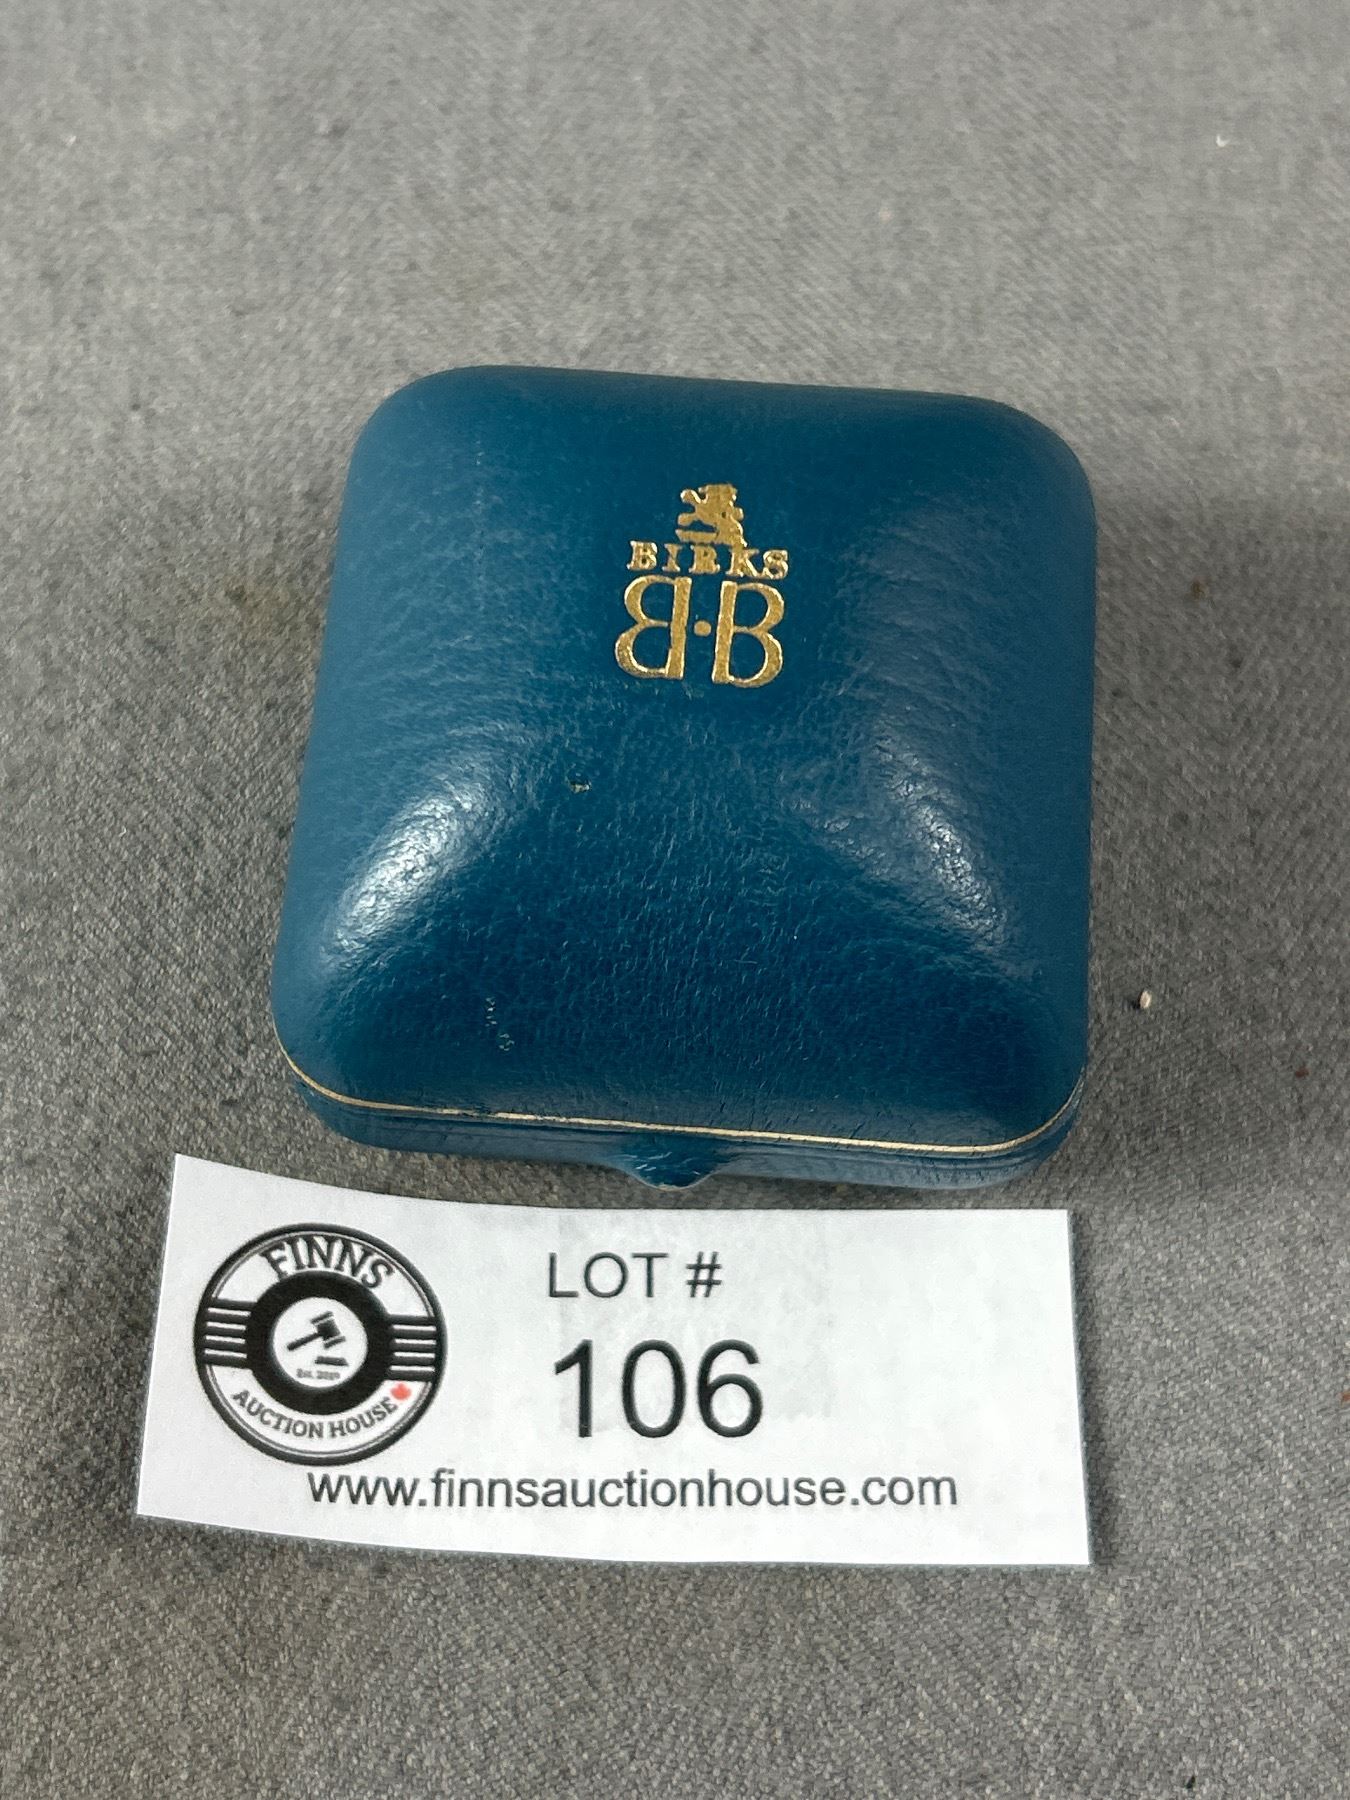 BIRKS
B·B
FINNS
Est. 2019
AUCTION HOUSE
LOT #
106
www.finnsauctionhouse.com